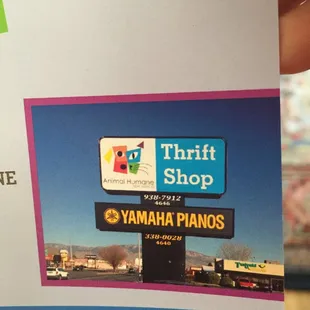 NE
Animal Humane
Thrift
Shop
938-7912
4646
YAMAHA PIANOS
338-0028
4640